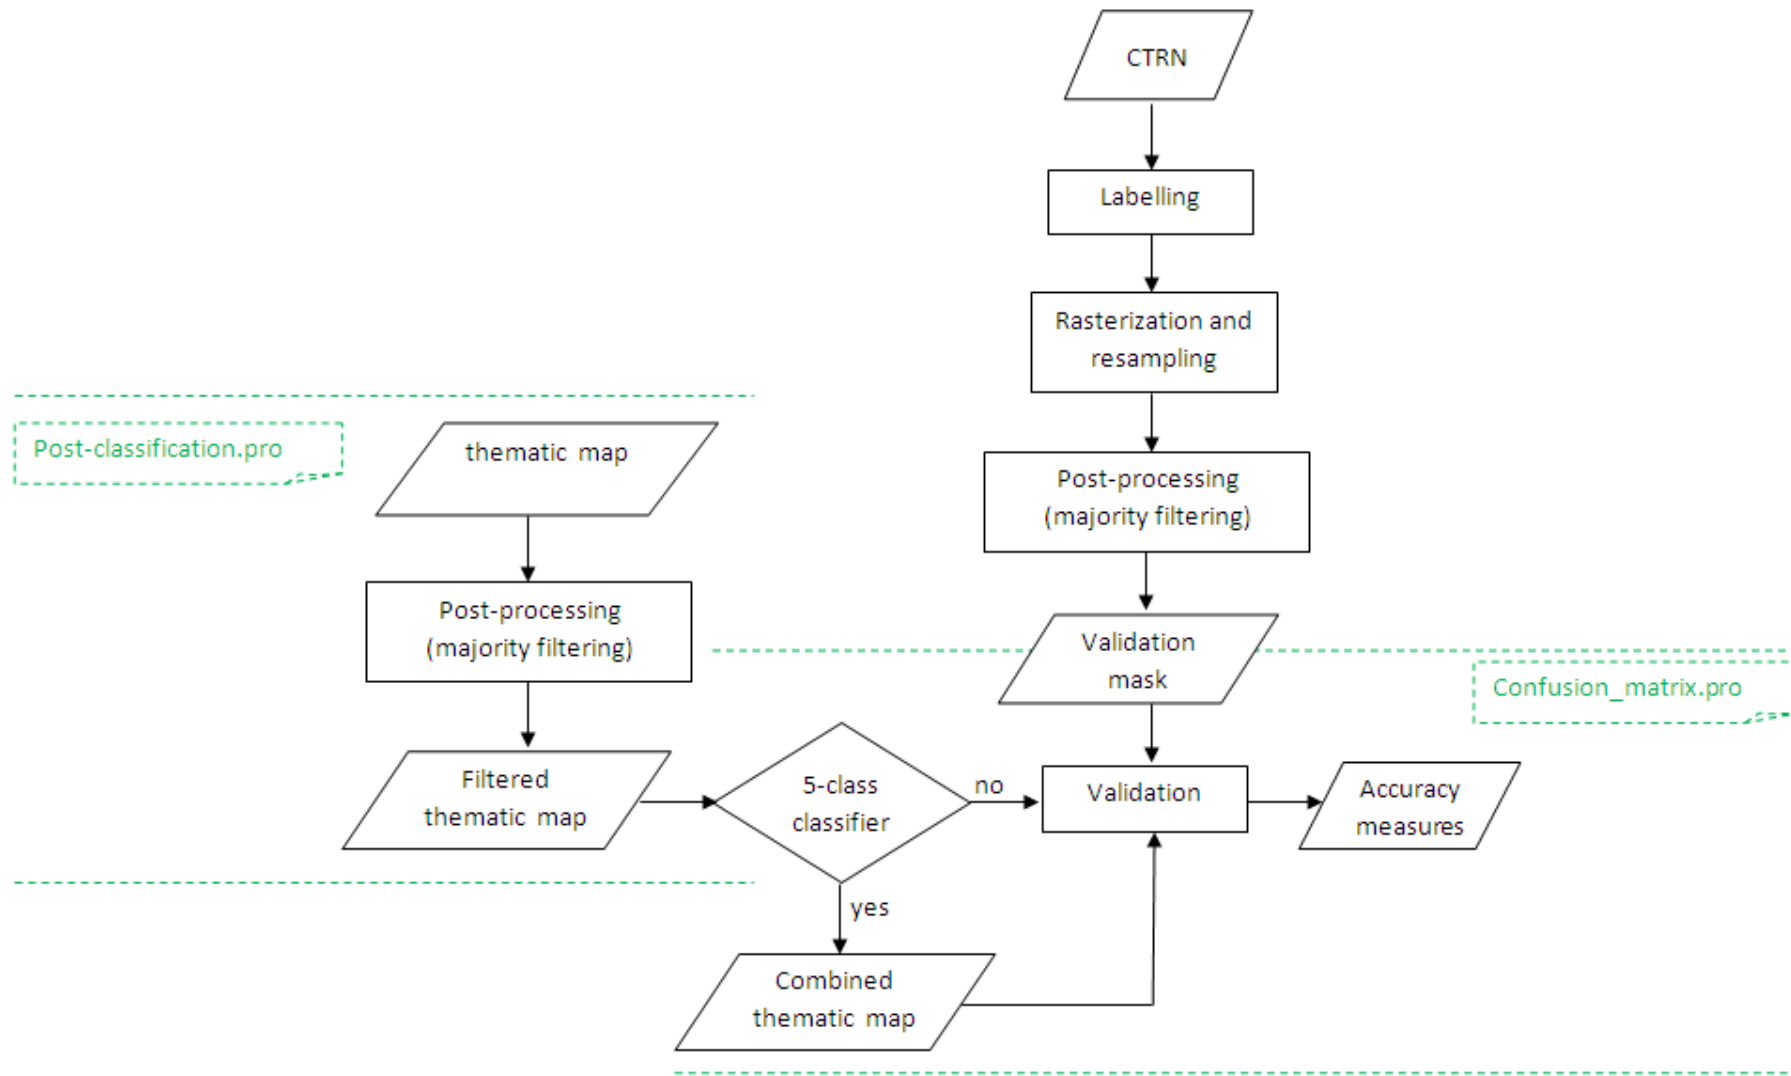 CTRN
Labelling
Rasterization and
resampling
Post-classification.pro
thematic map
Post-processing
(majority filtering)
Post-processing
(majority filtering)
Validation
mask
Confusion_matrix.pro
Filtered
thematic map
5-class
classifier
no
Validation
Accuracy
measures
yes
Combined
thematic map